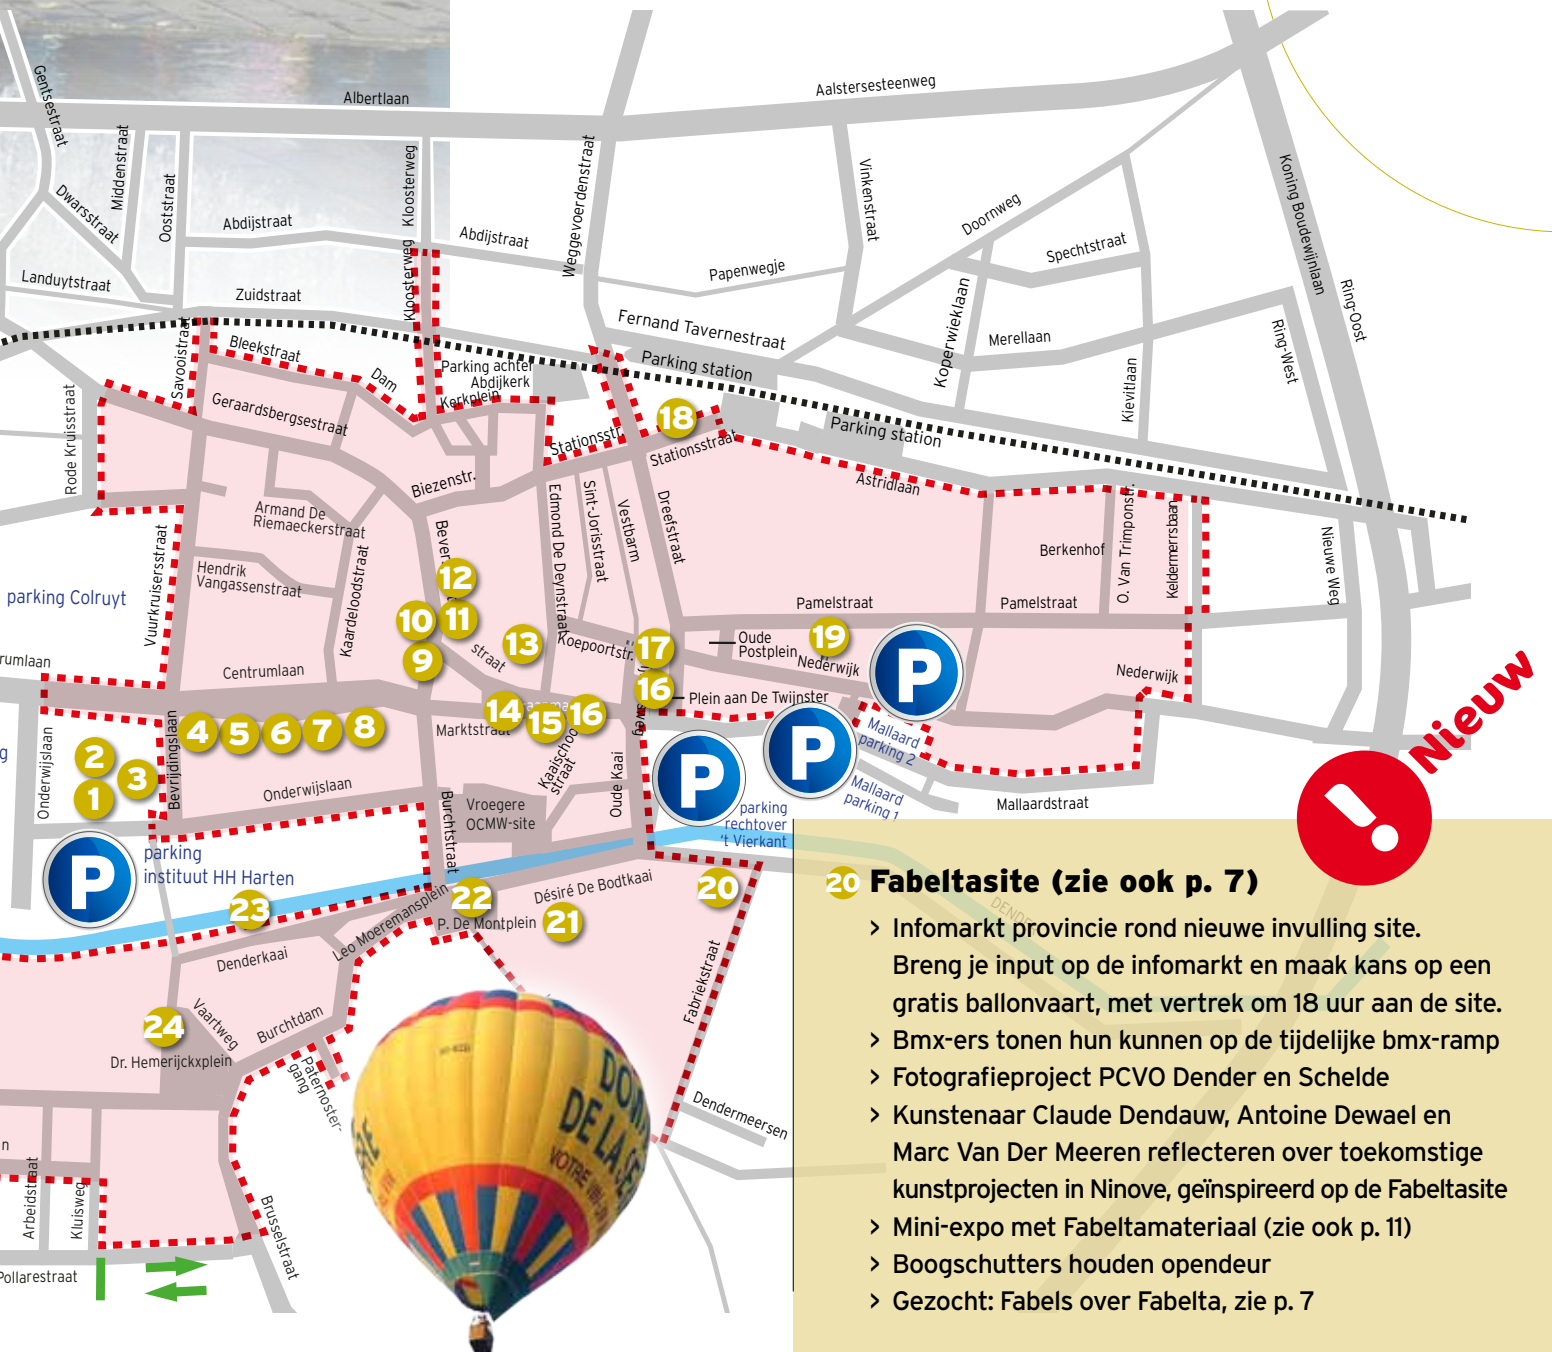 Gentsestraat
Albertlaan
Aalstersesteenweg
Middenstraat
Dwarsstraat
Ooststraat
Abdijstraat
Kloosterweg
Kloosterweg
Abdijstraat
Weggevoerdenstraat
Vinkenstraat
Doornweg
Spechtstraat
Papenwegje
Koning Boudewijnlaan
Ring-Oost
Ring-West
Landuytstraat
Zuidstraat
Fernand Tavernestraat
Koperwieklaan
Merellaan
Kievitlaan
Savooistraat
Bleekstraat
Dam
Parking achter
Abdijkerk
Kerkplein
Parking station
Parking station
Rode Kruisstraat
Geraardsbergsestraat
Stationsstr.
18
Stationsstraat
Astridlaan
Biezenstr.
Armand De
Riemaeckerstraat
Edmond De Deynstraat
Sint-Jorisstraat
Vestbarm
Dreefstraat
Berkenhof
O. Van Trimponstr.
Keldermerrsbaan
Nieuwe Weg
Hendrik
Vangassenstraat
Vuurkruisersstraat
Kaardeloodstraat
parking Colruyt
12
10
11
9
13
straat
Koepoortstr.
17
16
Pamelstraat
Pamelstraat
19
Oude
Postplein
Nederwijk
Nederwijk
P
Plein aan De Twijnster
rumlaan
Centrumlaan
14
15
16
Marktstraat
Kaaischool
straat
Oude Kaai
4
5
6
7
8
Onderwijslaan
Bevrijdingslaan
2
3
1
Onderwijslaan
P
P
Mallaard
parking 2
Mallaard
parking 1
Mallaardstraat
Nieuw
Vroegere
OCMW-site
Burchtstraat
parking
rechtover
't Vierkant
P
parking
instituut HH Harten
23
22
Désiré De Bodtkaai
20
21
P. De Montplein
Leo Moeremansplein
Denderkaai
Fabriekstraat
Vaartweg
Burchtdam
24
Dr. Hemerijckxplein
Paternoster-
gang
Dendermeersen
Arbeidstraat
Kluisweg
Brusselstraat
Pollarestraat
DE LA
VOTRE
20 Fabeltasite (zie ook p. 7)
> Infomarkt provincie rond nieuwe invulling site.
Breng je input op de infomarkt en maak kans op een
gratis ballonvaart, met vertrek om 18 uur aan de site.
> Bmx-ers tonen hun kunnen op de tijdelijke bmx-ramp
> Fotografieproject PCVO Dender en Schelde
> Kunstenaar Claude Dendauw, Antoine Dewael en
Marc Van Der Meeren reflecteren over toekomstige
kunstprojecten in Ninove, geïnspireerd op de Fabeltasite
> Mini-expo met Fabeltamateriaal (zie ook p. 11)
> Boogschutters houden opendeur
> Gezocht: Fabels over Fabelta, zie p. 7